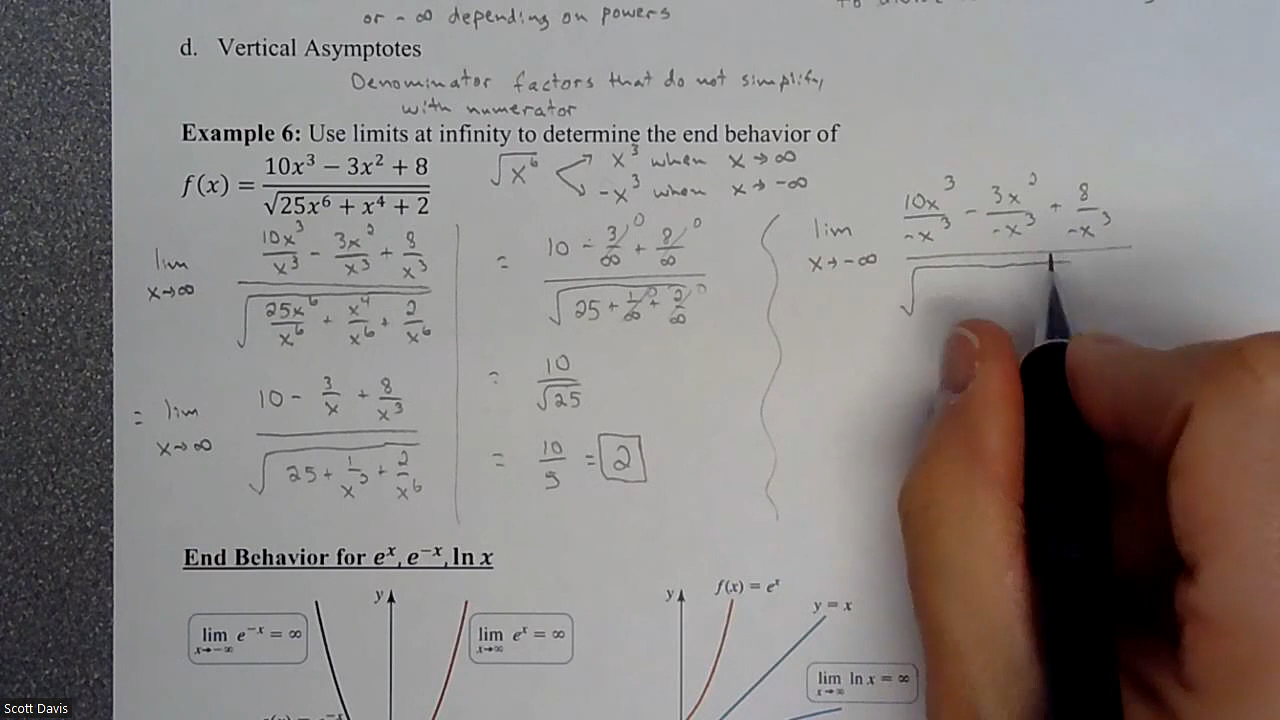 or -∞ depending on powers
d. Vertical Asymptotes
Denominator factors that do not simplify
with numerator
Example 6: Use limits at infinity to determine the end behavior of
f(x) = (10x³ − 3x² + 8) / √(25x⁶ + x⁴ + 2)
√x⁶ x³ when x→∞
-x³ when x→-∞
lim x→∞ (10x³/x³ - 3x²/x³ + 8/x³) / √(25x⁶/x⁶ + x⁴/x⁶ + 2/x⁶)
= lim x→∞ (10 - 3/x + 8/x³) / √(25 + 1/x² + 2/x⁶)
= (10 - 3/∞ 0 + 8/∞ 0) / √(25 + 1/∞ 0 + 2/∞ 0)
= 10/√25
= 10/5 = 2
lim x→-∞ (10x³/-x³ - 3x²/-x³ + 8/-x³) / √
End Behavior for eˣ, e⁻ˣ, ln x
lim x→−∞ e⁻ˣ = ∞
y
lim x→∞ eˣ = ∞
y
f(x) = eˣ
y = x
lim x→∞ ln x = ∞
Scott Davis